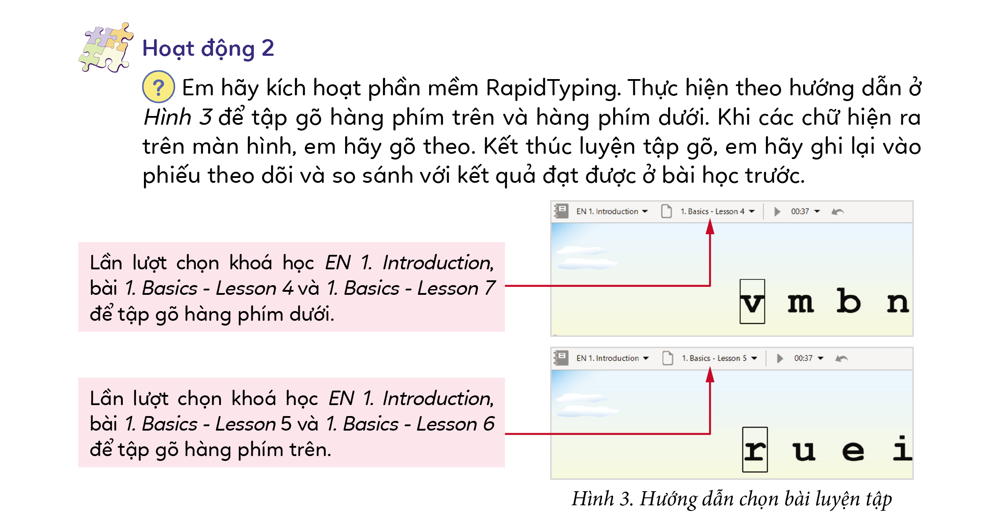 Hoạt động 2
? Em hãy kích hoạt phần mềm RapidTyping. Thực hiện theo hướng dẫn ở
Hình 3 để tập gõ hàng phím trên và hàng phím dưới. Khi các chữ hiện ra
trên màn hình, em hãy gõ theo. Kết thúc luyện tập gõ, em hãy ghi lại vào
phiếu theo dõi và so sánh với kết quả đạt được ở bài học trước.
Lần lượt chọn khoá học EN 1. Introduction,
bài 1. Basics - Lesson 4 và 1. Basics - Lesson 7
để tập gõ hàng phím dưới.
EN 1. Introduction 1. Basics - Lesson 4 00:37
v m b n
Lần lượt chọn khoá học EN 1. Introduction,
bài 1. Basics - Lesson 5 và 1. Basics - Lesson 6
để tập gõ hàng phím trên.
EN 1. Introduction 1. Basics - Lesson 5 00:37
r u e i
Hình 3. Hướng dẫn chọn bài luyện tập